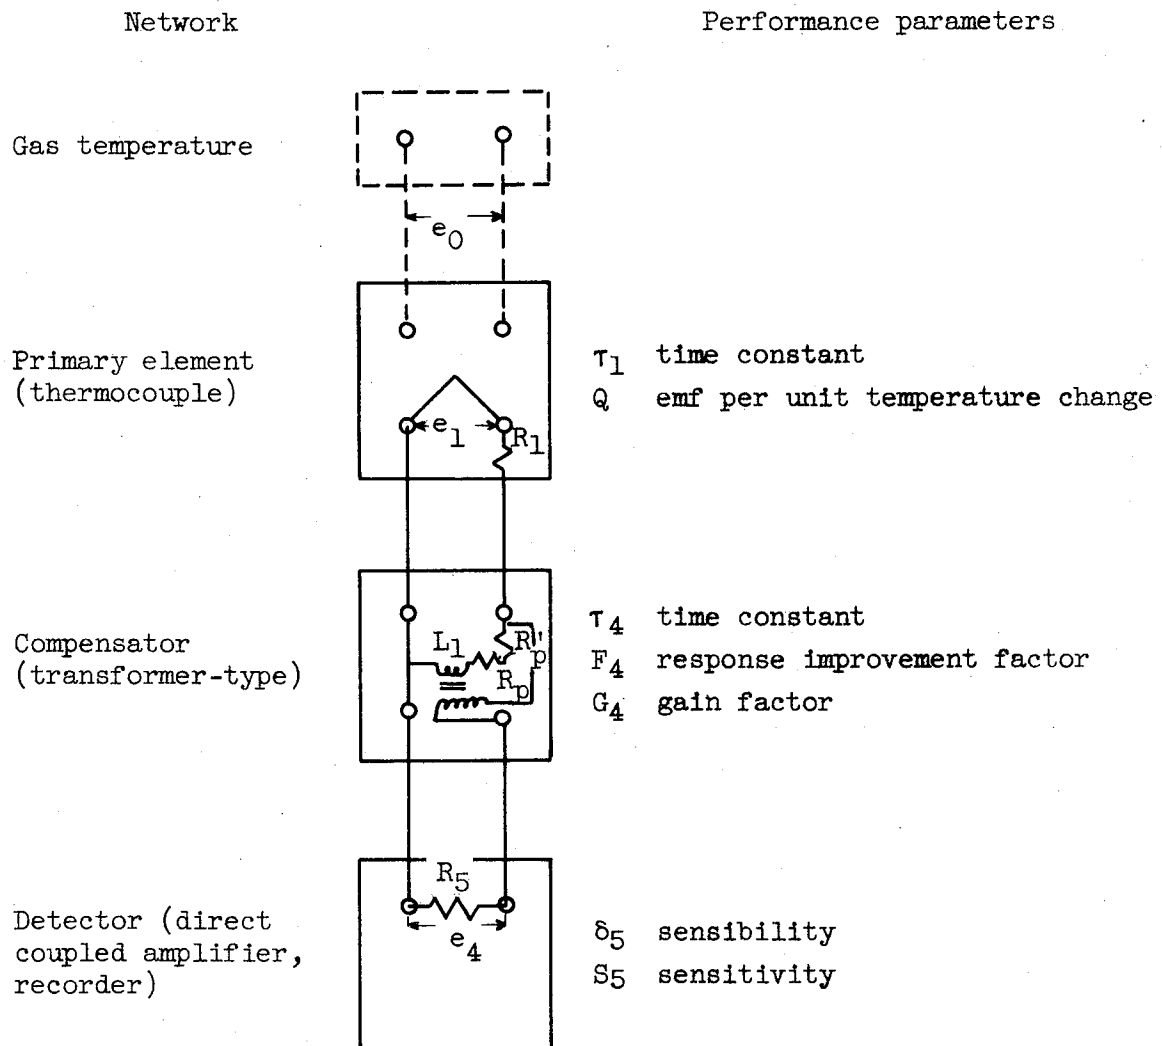 Network
Performance parameters
Gas temperature
e0
Primary element
(thermocouple)
e1
R1
τ1 time constant
Q emf per unit temperature change
Compensator
(transformer-type)
L1
R'p
Rp
τ4 time constant
F4 response improvement factor
G4 gain factor
Detector (direct
coupled amplifier,
recorder)
R5
e4
δ5 sensibility
S5 sensitivity